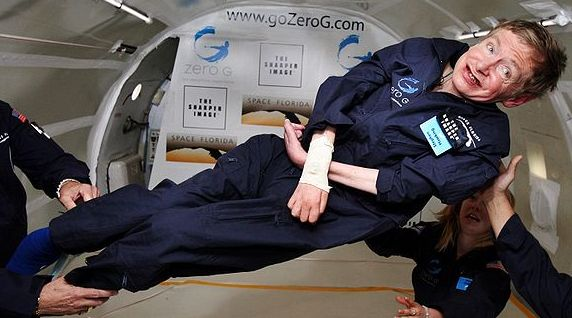 www.goZeroG.com
zero G
THE
SHARPER
IMAGE
SPACE FLORIDA
THE
SHARPER
IMAGE
SPACE FLORIDA
ZERO G